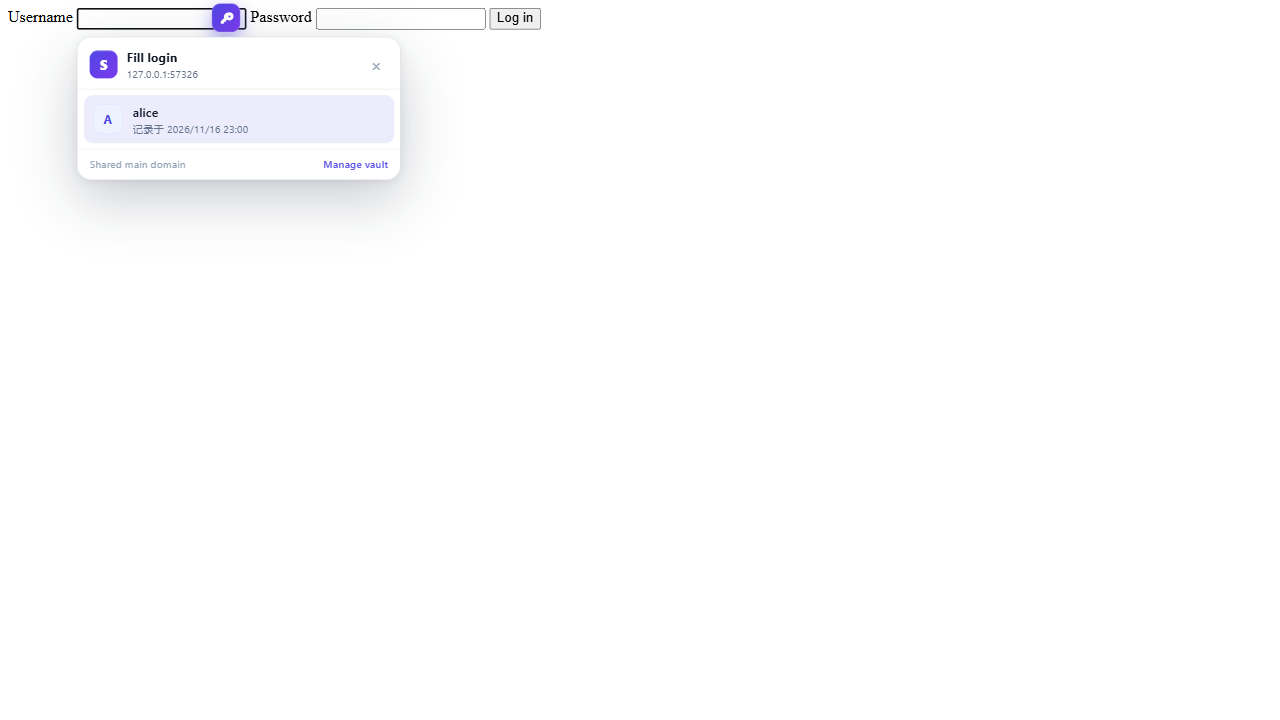 Username Password Log in
S
Fill login
127.0.0.1:57326
×
A
alice
记录于 2026/11/16 23:00
Shared main domain Manage vault